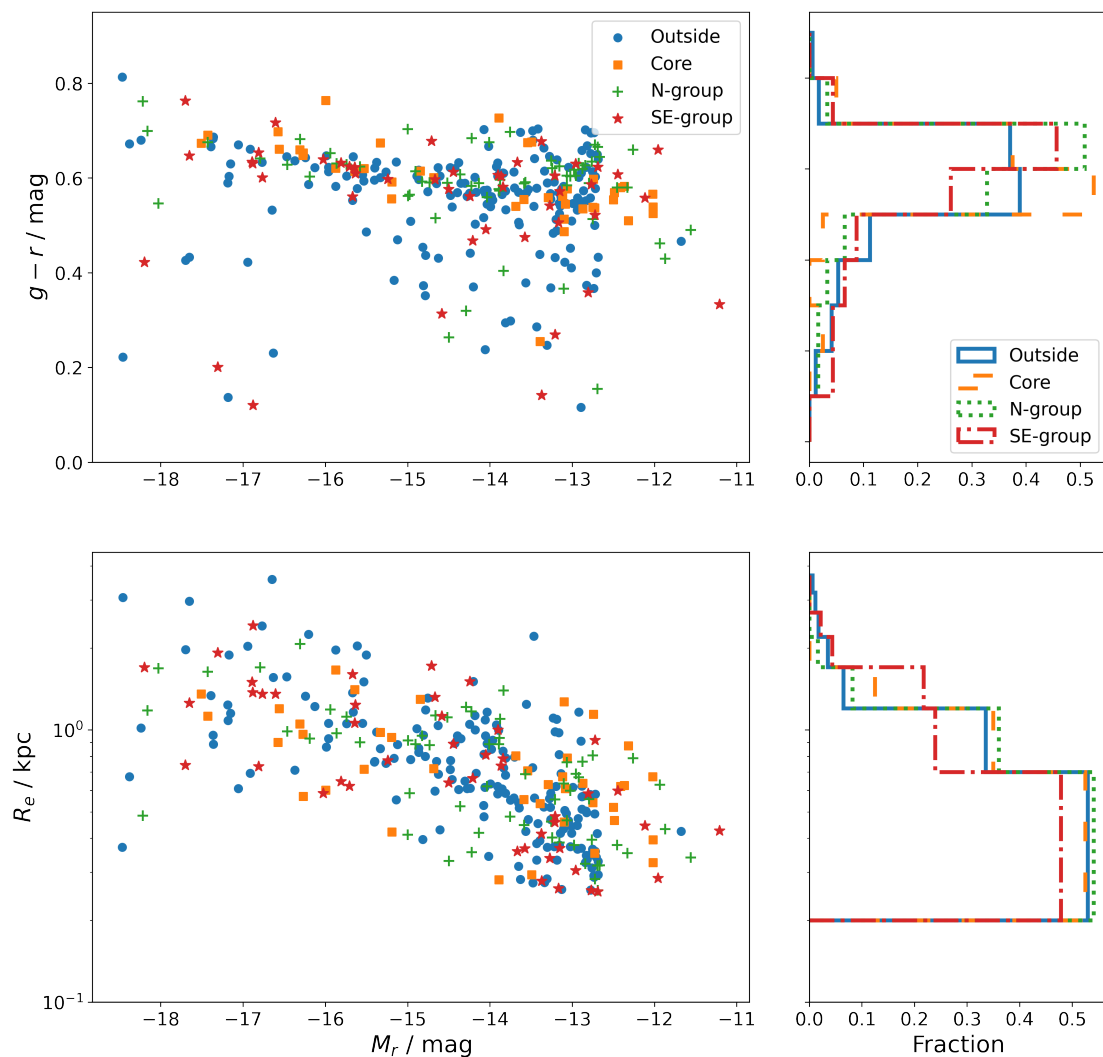 Outside
Core
N-group
SE-group
g − r / mag
0.8
0.6
0.4
0.2
0.0
−18 −17 −16 −15 −14 −13 −12 −11
Outside
Core
N-group
SE-group
0.0 0.1 0.2 0.3 0.4 0.5
R_e / kpc
10^0
10^−1
−18 −17 −16 −15 −14 −13 −12 −11
M_r / mag
0.0 0.1 0.2 0.3 0.4 0.5
Fraction